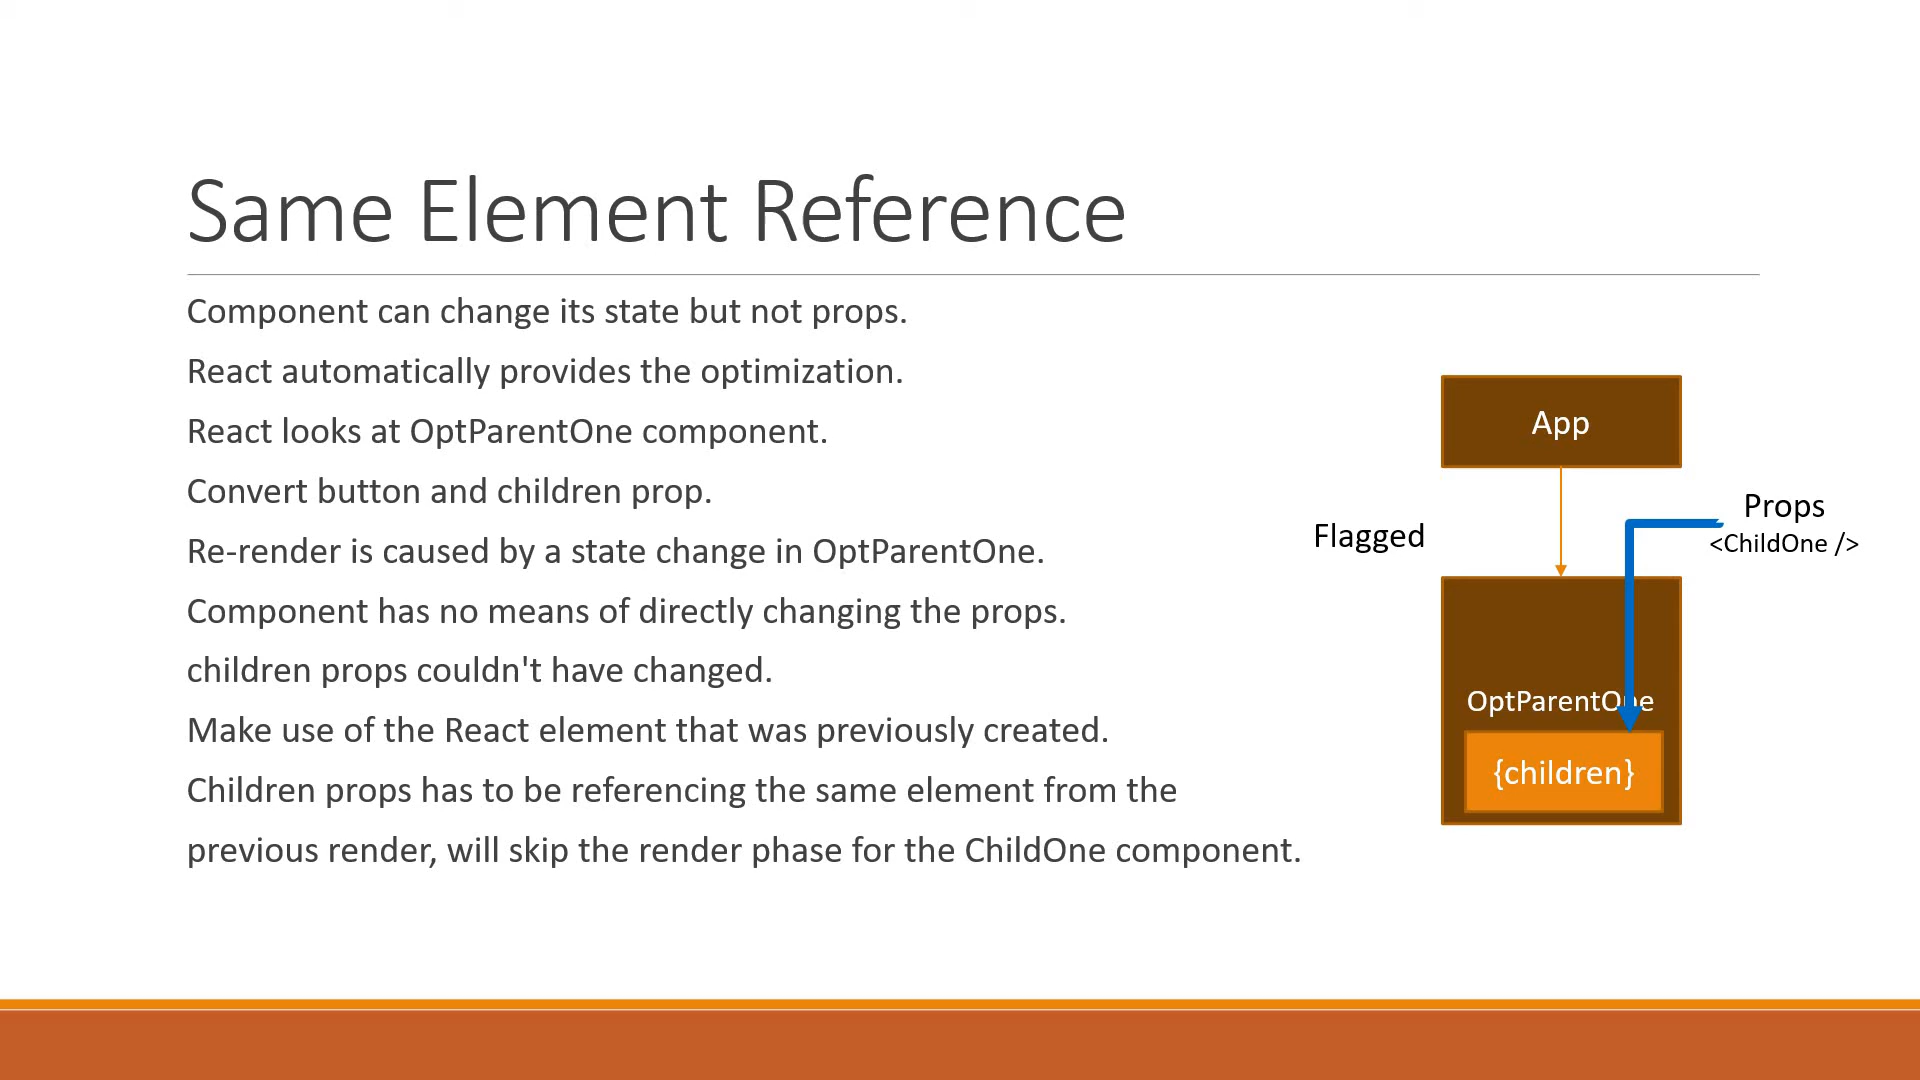 Same Element Reference
Component can change its state but not props.
React automatically provides the optimization.
React looks at OptParentOne component.
Convert button and children prop.
Re-render is caused by a state change in OptParentOne.
Component has no means of directly changing the props.
children props couldn't have changed.
Make use of the React element that was previously created.
Children props has to be referencing the same element from the
previous render, will skip the render phase for the ChildOne component.
App
Props
<ChildOne />
Flagged
OptParentOne
{children}